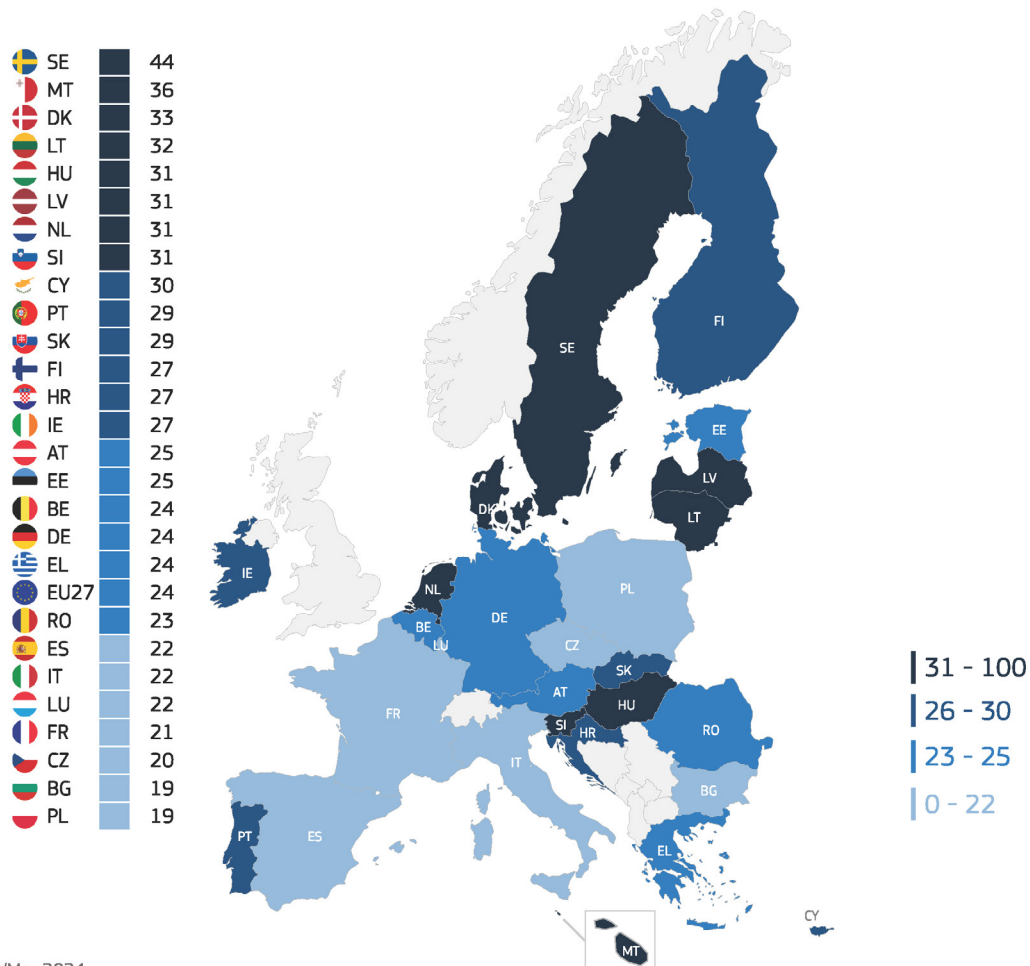 SE 44
MT 36
DK 33
LT 32
HU 31
LV 31
NL 31
SI 31
CY 30
PT 29
SK 29
FI 27
HR 27
IE 27
AT 25
EE 25
BE 24
DE 24
EL 24
EU27 24
RO 23
ES 22
IT 22
LU 22
FR 21
CZ 20
BG 19
PL 19
FI
SE
EE
LV
LT
DK
IE
NL
PL
DE
BE
LU
CZ
SK
AT
HU
FR
SI
HR
RO
IT
BG
PT
ES
EL
CY
MT
31 - 100
26 - 30
23 - 25
0 - 22